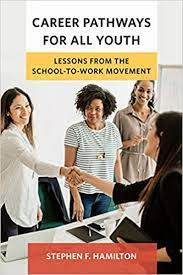 CAREER PATHWAYS
FOR ALL YOUTH
LESSONS FROM THE
SCHOOL-TO-WORK MOVEMENT
STEPHEN F. HAMILTON